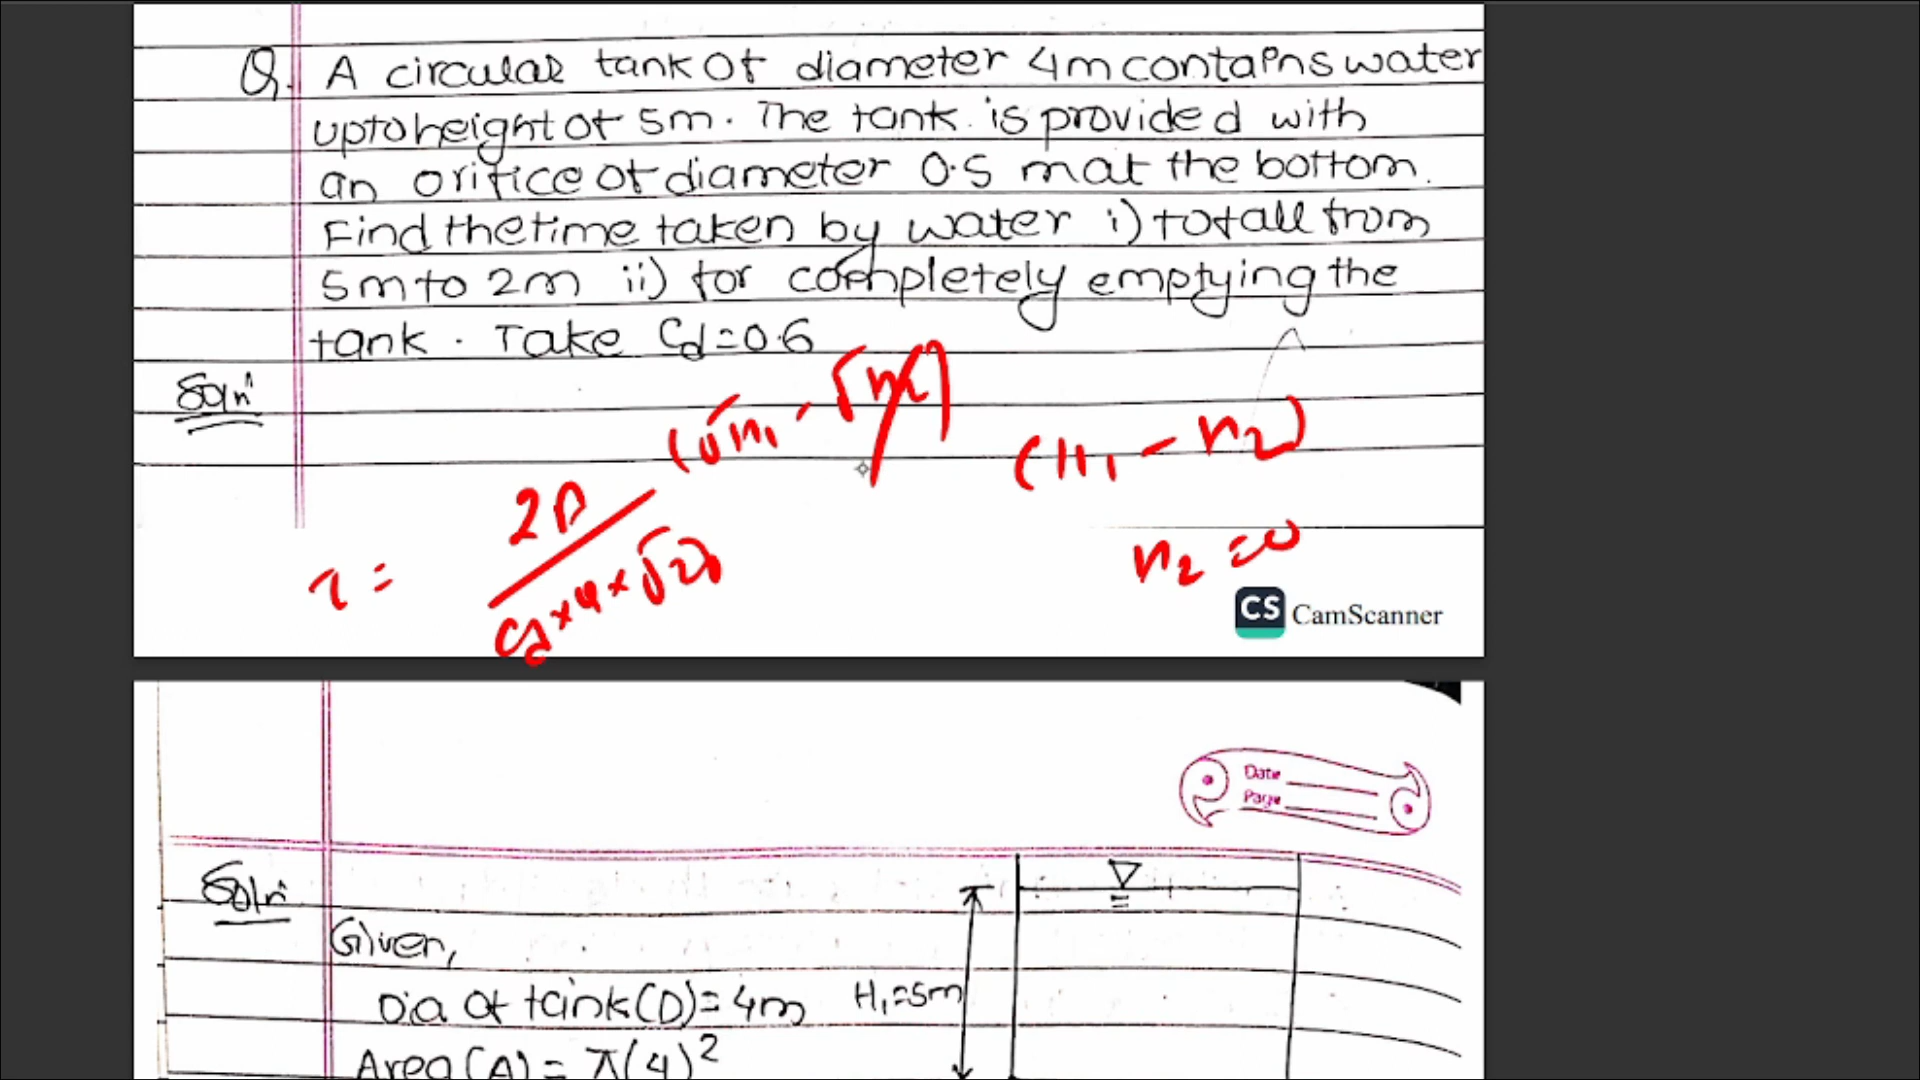 Q. A circular tank of diameter 4m contains water
upto height of 5m. The tank is provided with
an orifice of diameter 0.5 m at the bottom.
Find the time taken by water i) to fall from
5m to 2m ii) for completely emptying the
tank. Take Cd=0.6
Soln
(√H₁ - √H₂)
(H₁ - H₂)
2A
T =
Cd × a × √2g
H₂ = 0
CS CamScanner
Date
Page
Soln
Given,
Dia of tank (D) = 4m H₁=5m
Area (A) = π(4)²